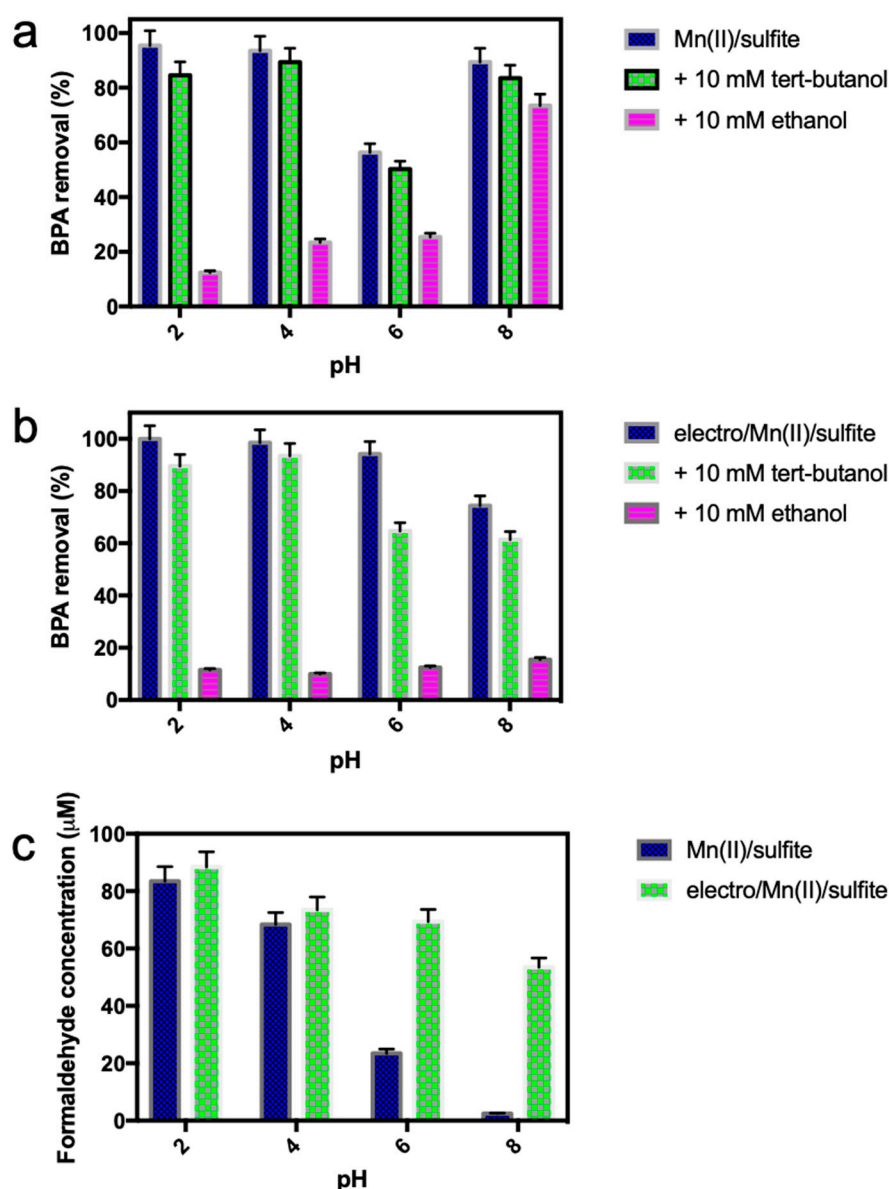 a
BPA removal (%)
100
80
60
40
20
0
2 4 6 8
pH
Mn(II)/sulfite
+ 10 mM tert-butanol
+ 10 mM ethanol
b
BPA removal (%)
100
80
60
40
20
0
2 4 6 8
pH
electro/Mn(II)/sulfite
+ 10 mM tert-butanol
+ 10 mM ethanol
c
Formaldehyde concentration (μM)
100
80
60
40
20
0
2 4 6 8
pH
Mn(II)/sulfite
electro/Mn(II)/sulfite